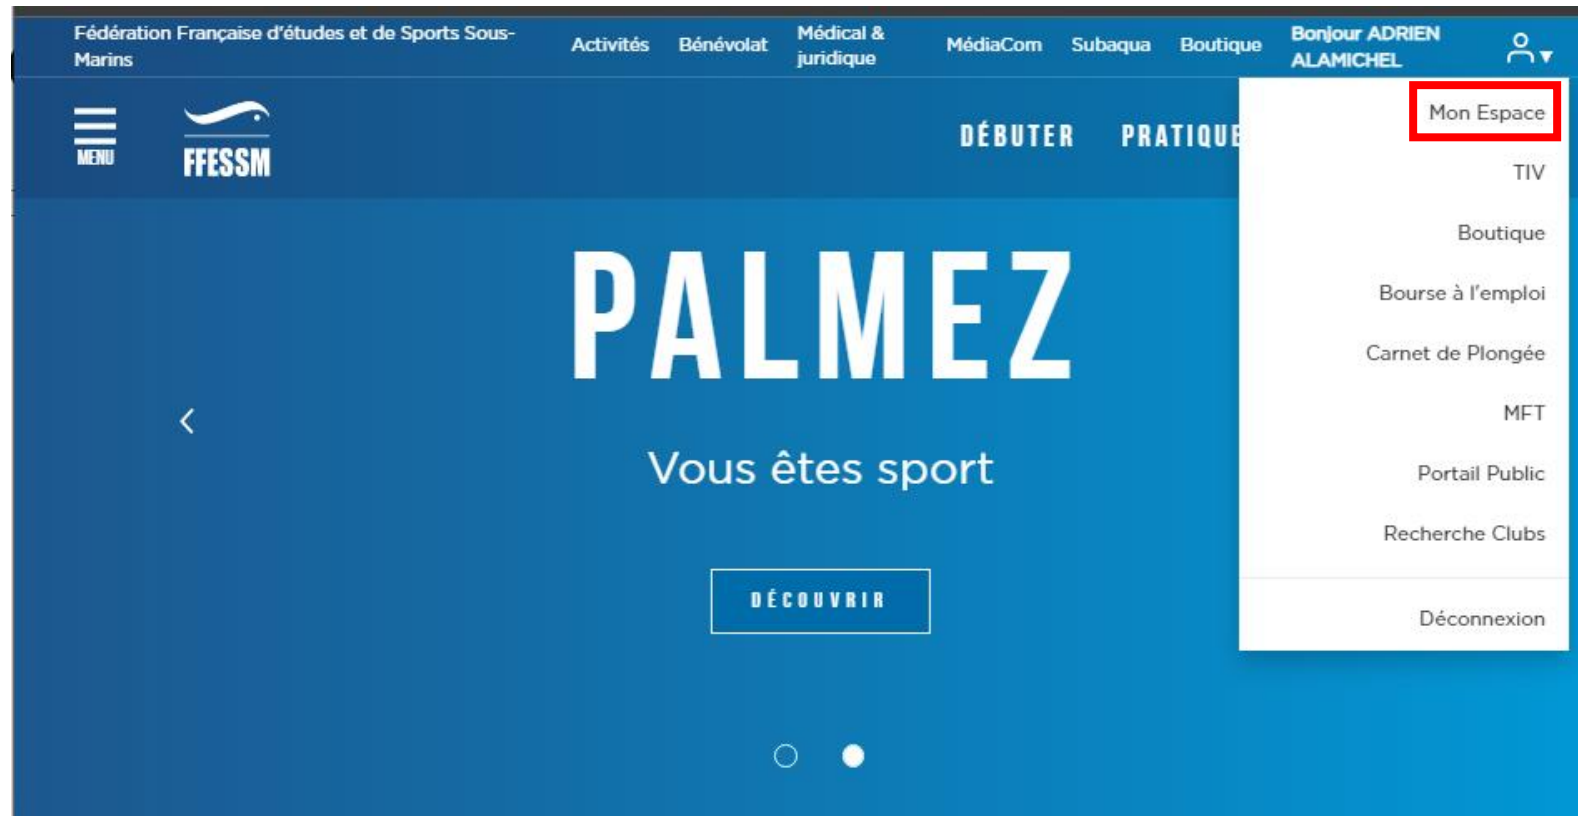 Fédération Française d'études et de Sports Sous-
Marins
Activités
Bénévolat
Médical &
juridique
MédiaCom
Subaqua
Boutique
Bonjour ADRIEN
ALAMICHEL
MENU
FFESSM
DÉBUTER
PRATIQUE
Mon Espace
TIV
Boutique
Bourse à l'emploi
Carnet de Plongée
MFT
Portail Public
Recherche Clubs
Déconnexion
PALMEZ
Vous êtes sport
DÉCOUVRIR